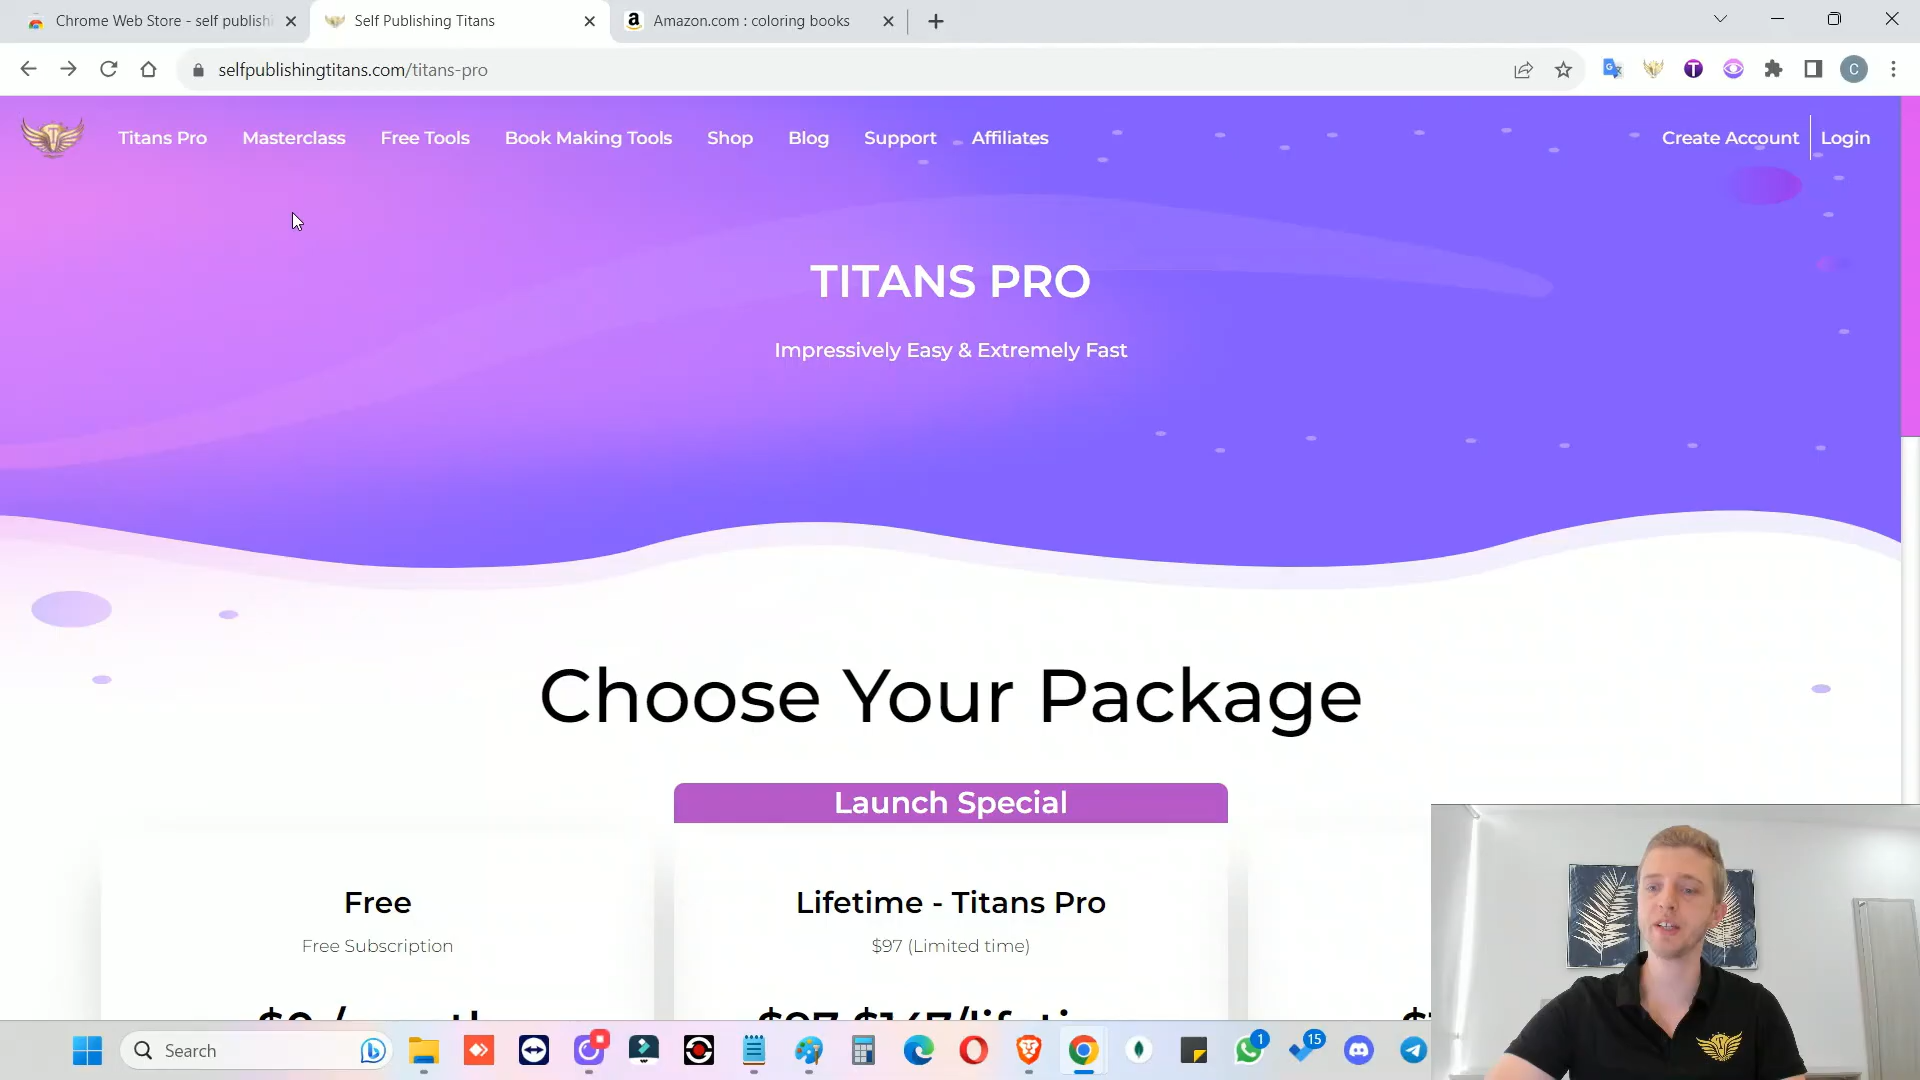 Chrome Web Store - self publish
Self Publishing Titans
Amazon.com : coloring books
selfpublishingtitans.com/titans-pro
C
Titans Pro
Masterclass
Free Tools
Book Making Tools
Shop
Blog
Support
Affiliates
Create Account
Login
TITANS PRO
Impressively Easy & Extremely Fast
Choose Your Package
Launch Special
Free
Free Subscription
Lifetime - Titans Pro
$97 (Limited time)
Search
1
15